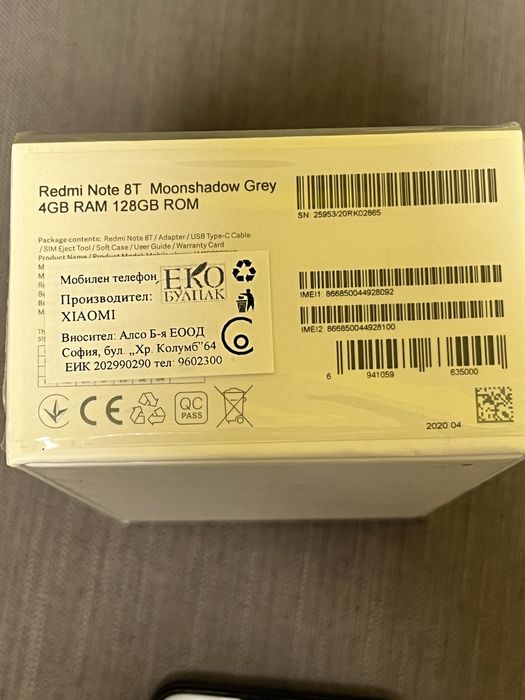 Redmi Note 8T Moonshadow Grey
4GB RAM 128GB ROM
SN: 25953/20RK02865
Package contents: Redmi Note 8T / Adapter / USB Type-C Cable
/ SIM Eject Tool / Soft Case / User Guide / Warranty Card
Мобилен телефон
ЕКО
БУЛПАК
Производител:
XIAOMI
Вносител: Алсо Б-я ЕООД
София, бул. „Хр. Колумб"64
ЕИК 202990290 тел: 9602300
IMEI1: 866850044928092
IMEI2: 866850044928100
6 941059 635000
CE
QC
PASS
2020 04